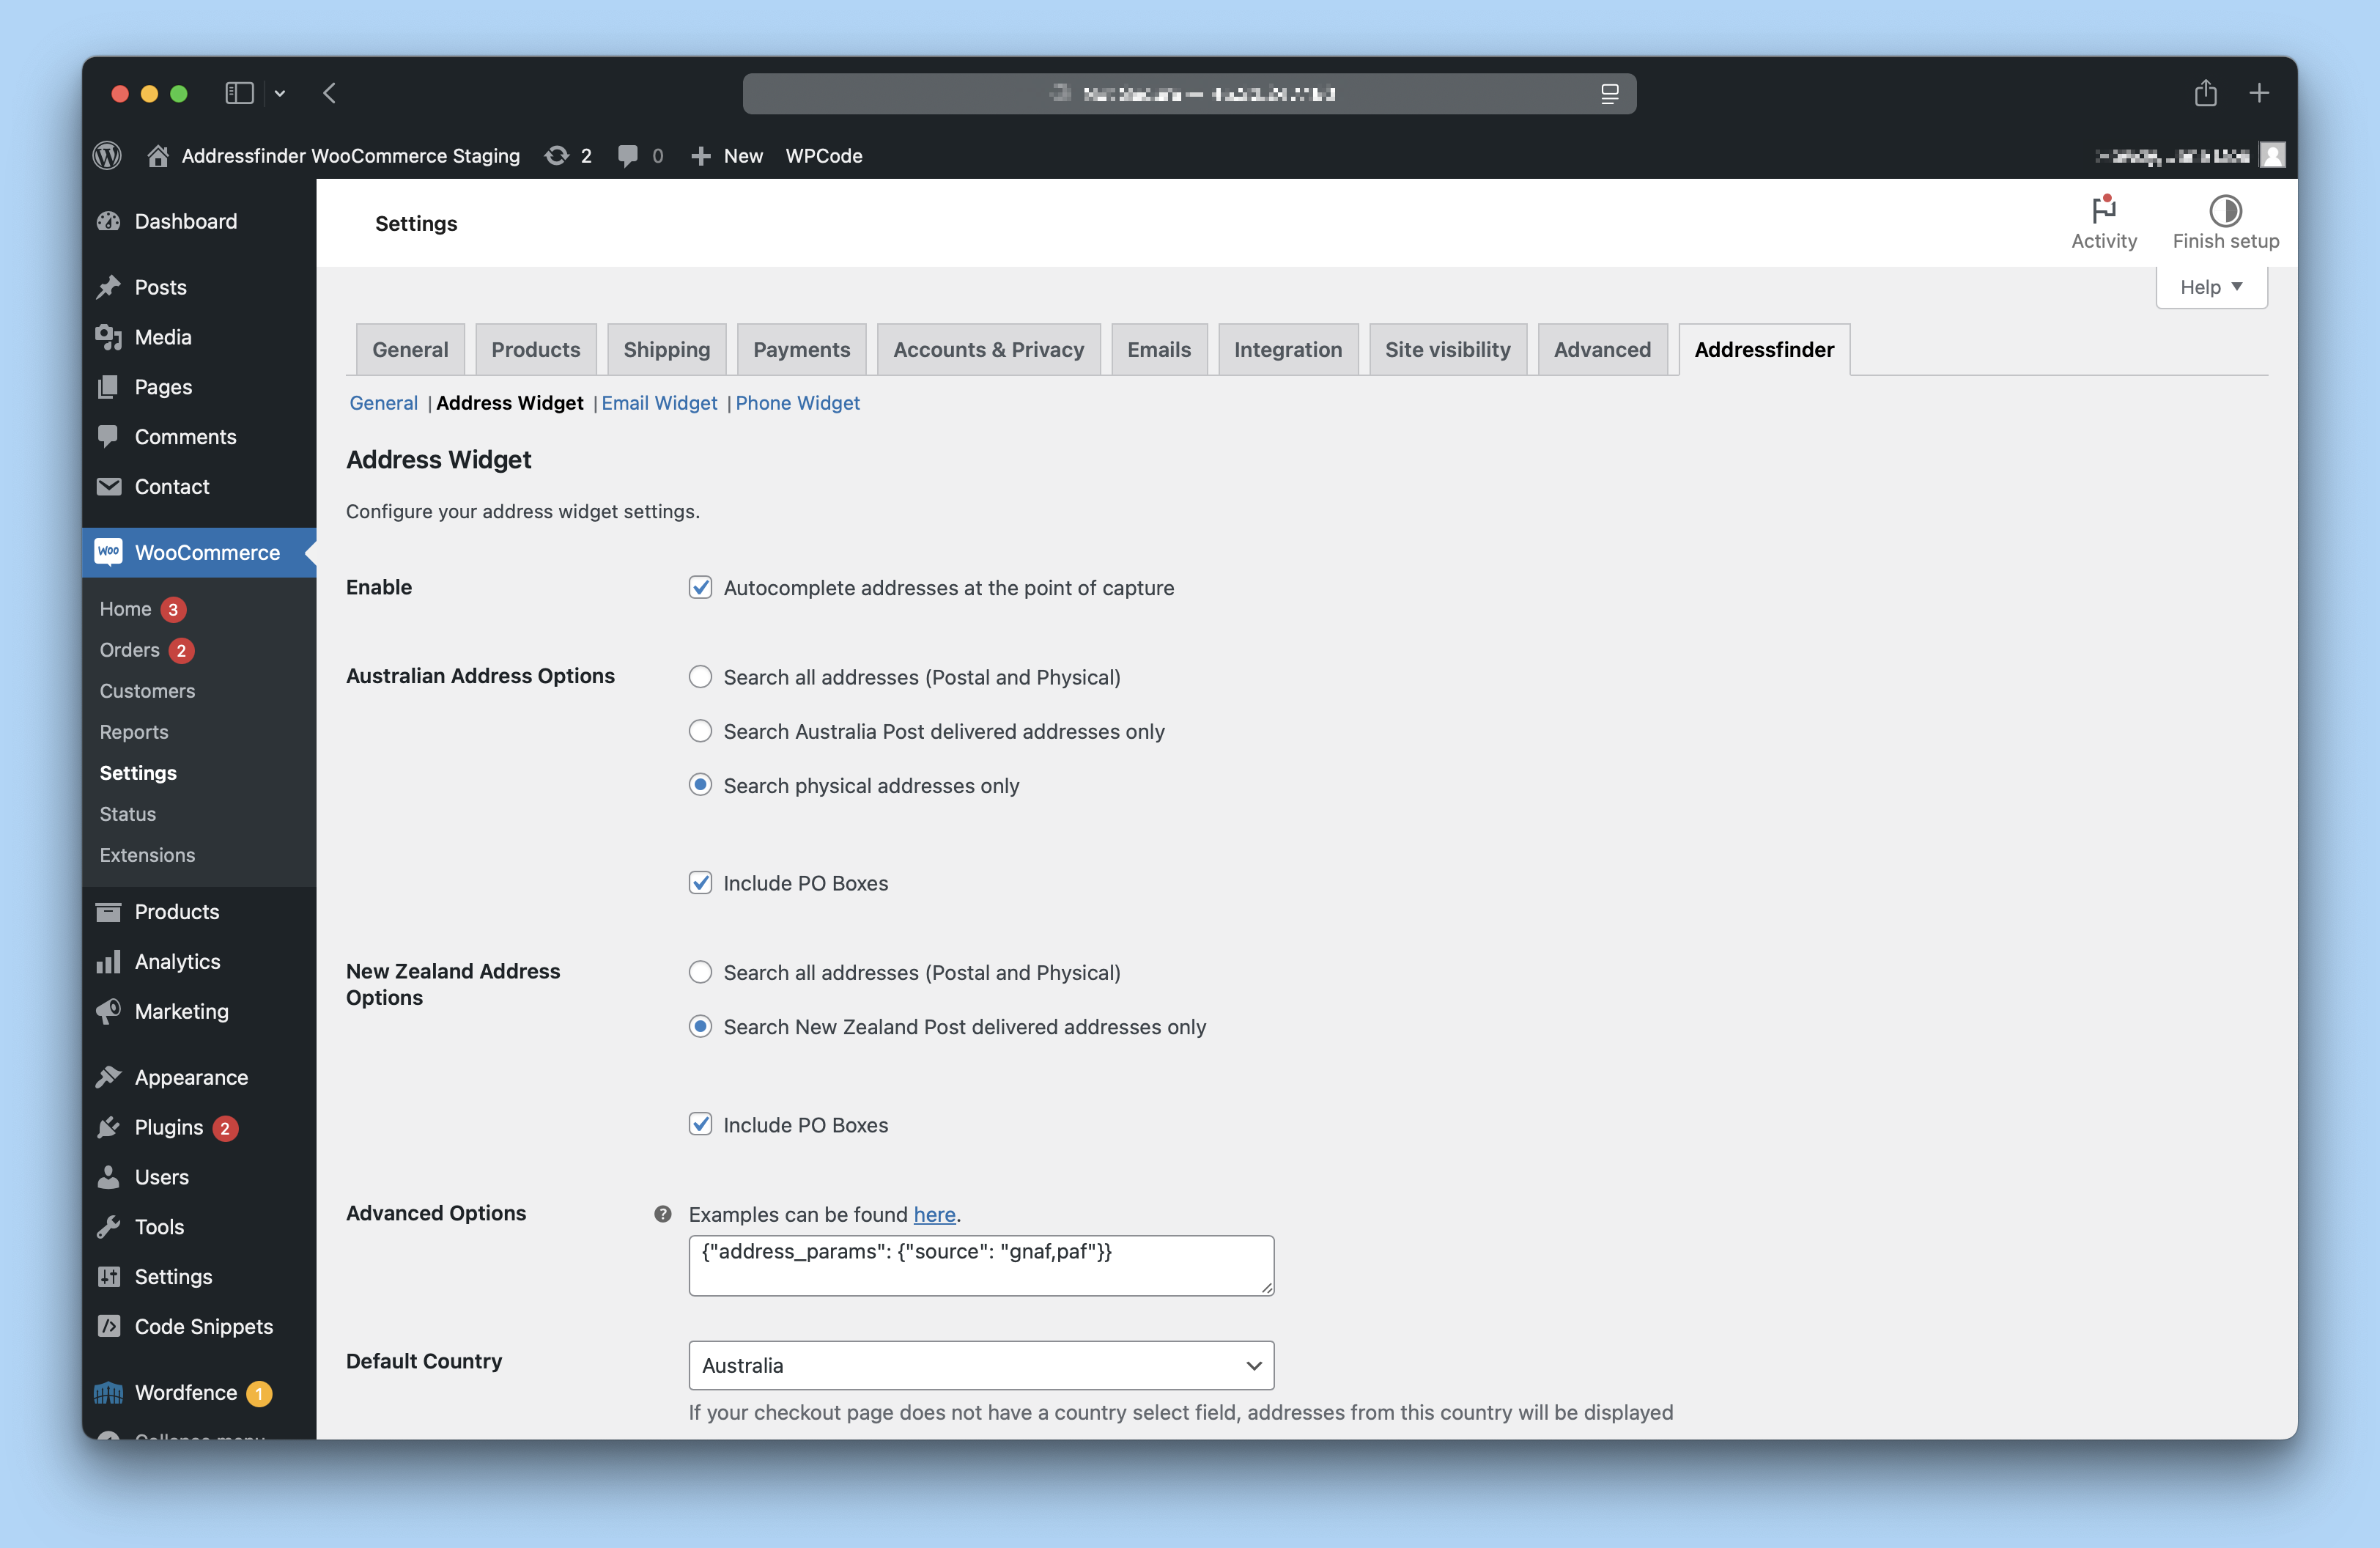 Addressfinder WooCommerce Staging 2 0 New WPCode
Dashboard
Posts
Media
Pages
Comments
Contact
Woo WooCommerce
Home 3
Orders 2
Customers
Reports
Settings
Status
Extensions
Products
Analytics
Marketing
Appearance
Plugins 2
Users
Tools
Settings
Code Snippets
Wordfence 1
Settings
Activity
Finish setup
Help
General
Products
Shipping
Payments
Accounts & Privacy
Emails
Integration
Site visibility
Advanced
Addressfinder
General | Address Widget | Email Widget | Phone Widget
Address Widget
Configure your address widget settings.
Enable
Autocomplete addresses at the point of capture
Australian Address Options
Search all addresses (Postal and Physical)
Search Australia Post delivered addresses only
Search physical addresses only
Include PO Boxes
New Zealand Address
Options
Search all addresses (Postal and Physical)
Search New Zealand Post delivered addresses only
Include PO Boxes
Advanced Options
? Examples can be found here.
{"address_params": {"source": "gnaf,paf"}}
Default Country
Australia
If your checkout page does not have a country select field, addresses from this country will be displayed